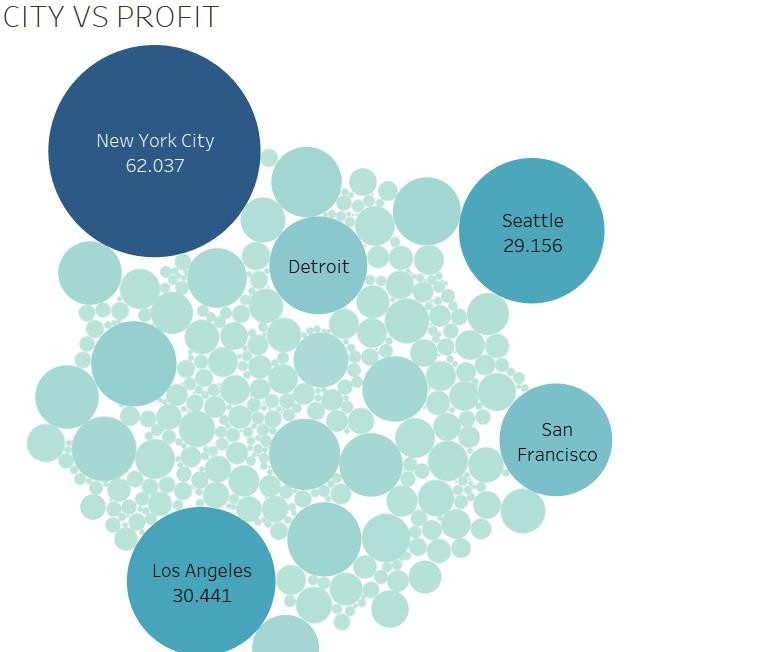 CITY VS PROFIT
New York City
62.037
Seattle
29.156
Detroit
San
Francisco
Los Angeles
30.441